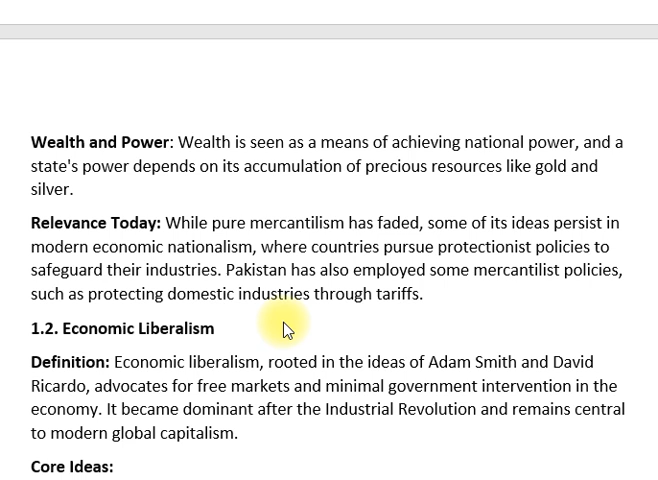 Wealth and Power: Wealth is seen as a means of achieving national power, and a
state's power depends on its accumulation of precious resources like gold and
silver.
Relevance Today: While pure mercantilism has faded, some of its ideas persist in
modern economic nationalism, where countries pursue protectionist policies to
safeguard their industries. Pakistan has also employed some mercantilist policies,
such as protecting domestic industries through tariffs.
1.2. Economic Liberalism
Definition: Economic liberalism, rooted in the ideas of Adam Smith and David
Ricardo, advocates for free markets and minimal government intervention in the
economy. It became dominant after the Industrial Revolution and remains central
to modern global capitalism.
Core Ideas: